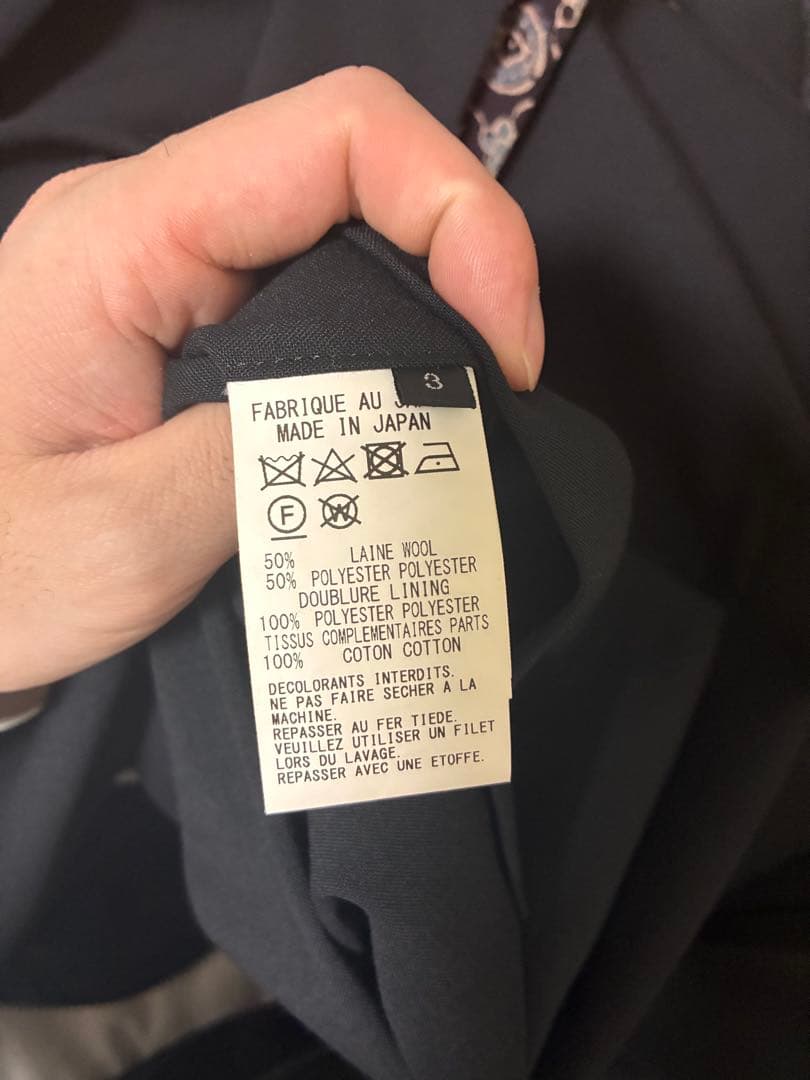 3
FABRIQUE AU
MADE IN JAPAN
F
W
50% LAINE WOOL
50% POLYESTER POLYESTER
DOUBLURE LINING
100% POLYESTER POLYESTER
TISSUS COMPLEMENTAIRES PARTS
100% COTON COTTON
DECOLORANTS INTERDITS.
NE PAS FAIRE SECHER A LA
MACHINE.
REPASSER AU FER TIEDE.
VEUILLEZ UTILISER UN FILET
LORS DU LAVAGE.
REPASSER AVEC UNE ETOFFE.